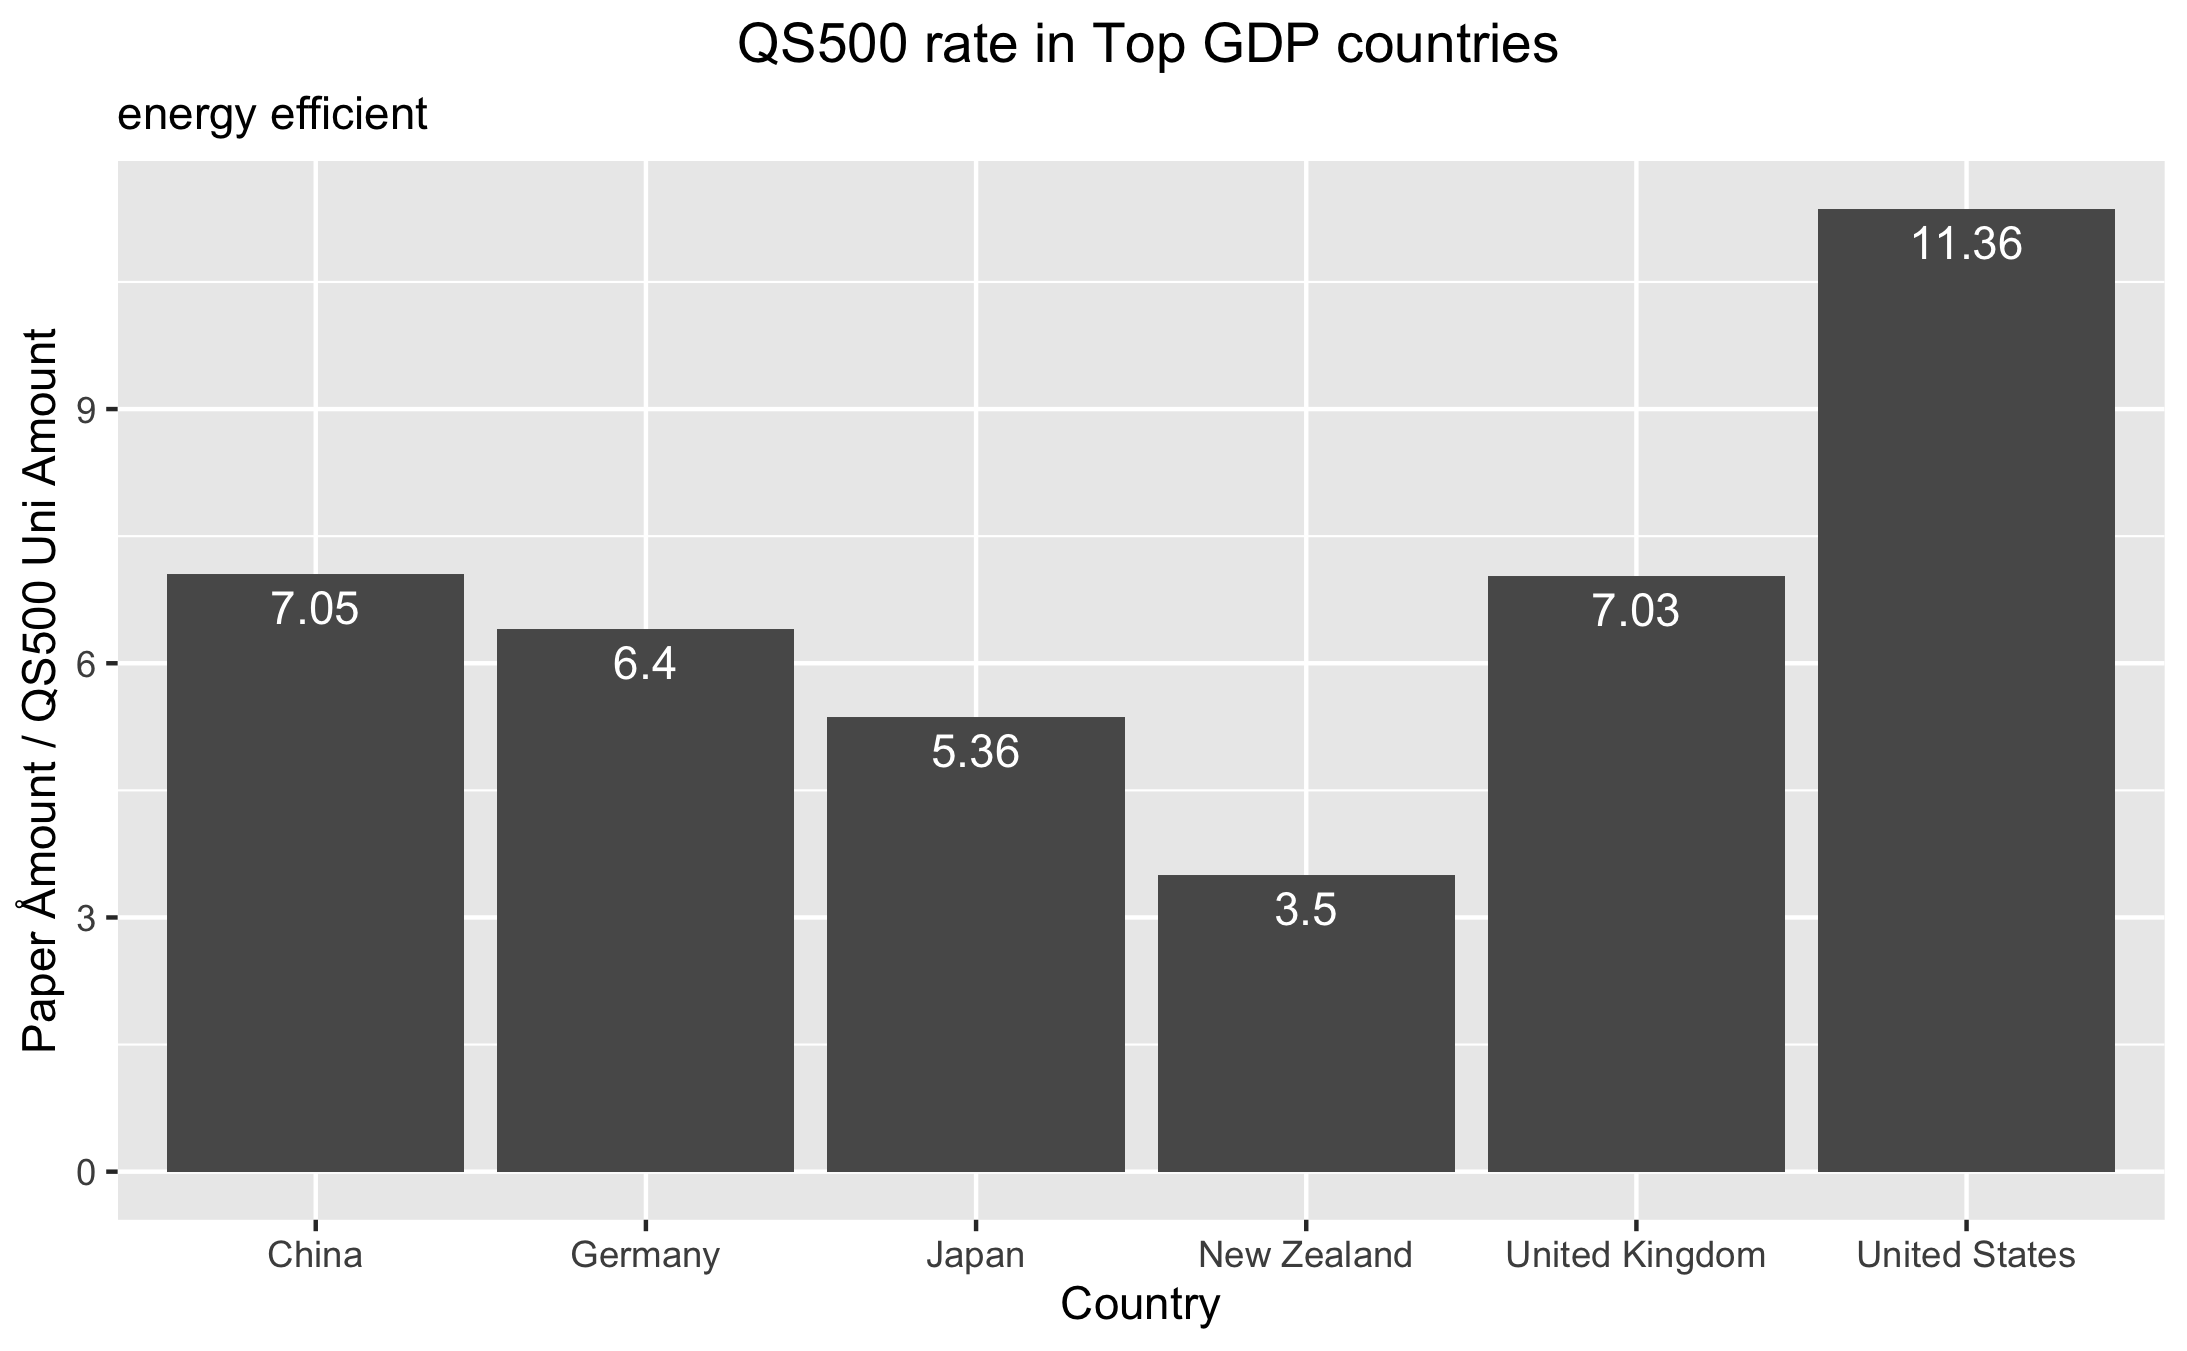 QS500 rate in Top GDP countries
energy efficient
Paper Åmount / QS500 Uni Amount
9
6
3
0
7.05
6.4
5.36
3.5
7.03
11.36
China
Germany
Japan
New Zealand
United Kingdom
United States
Country